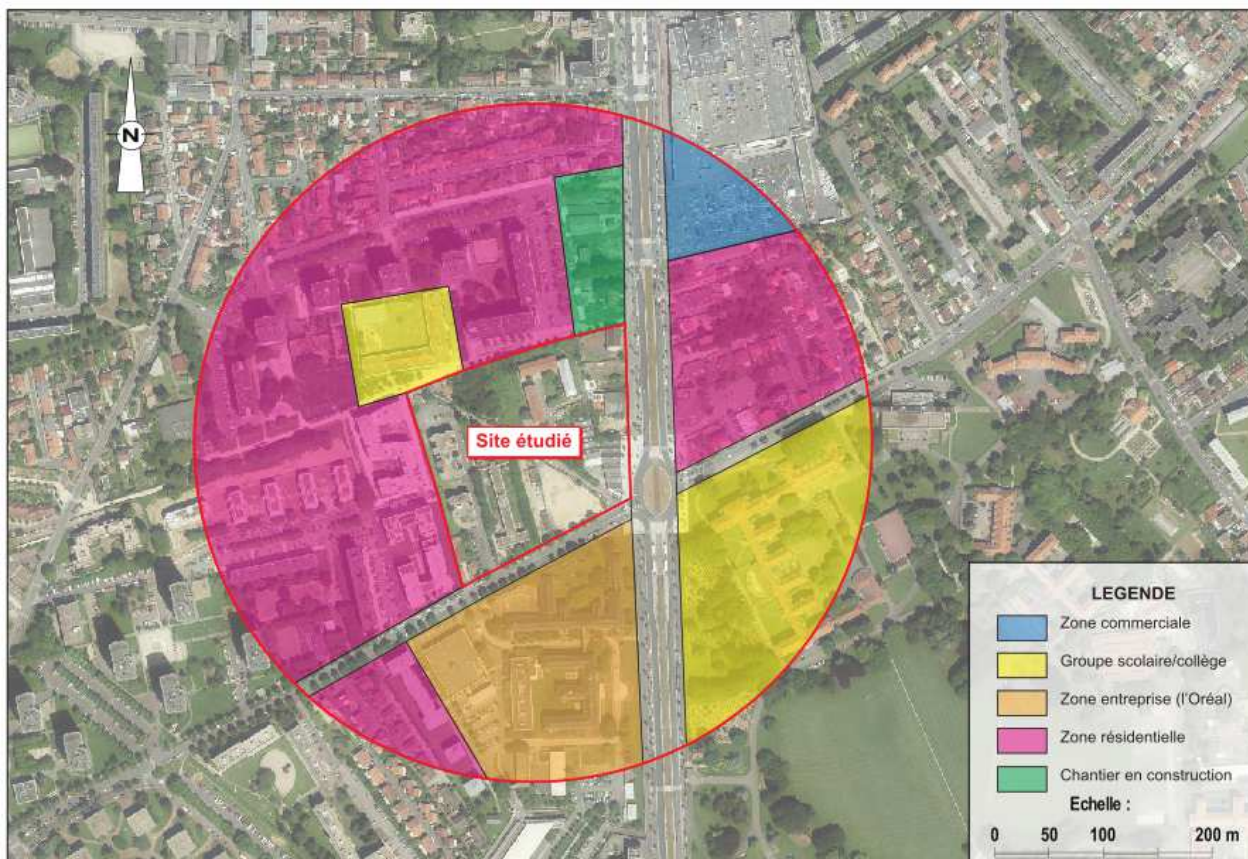 N
Site étudié
LEGENDE
Zone commerciale
Groupe scolaire/collège
Zone entreprise (l'Oréal)
Zone résidentielle
Chantier en construction
Echelle :
0 50 100 200 m